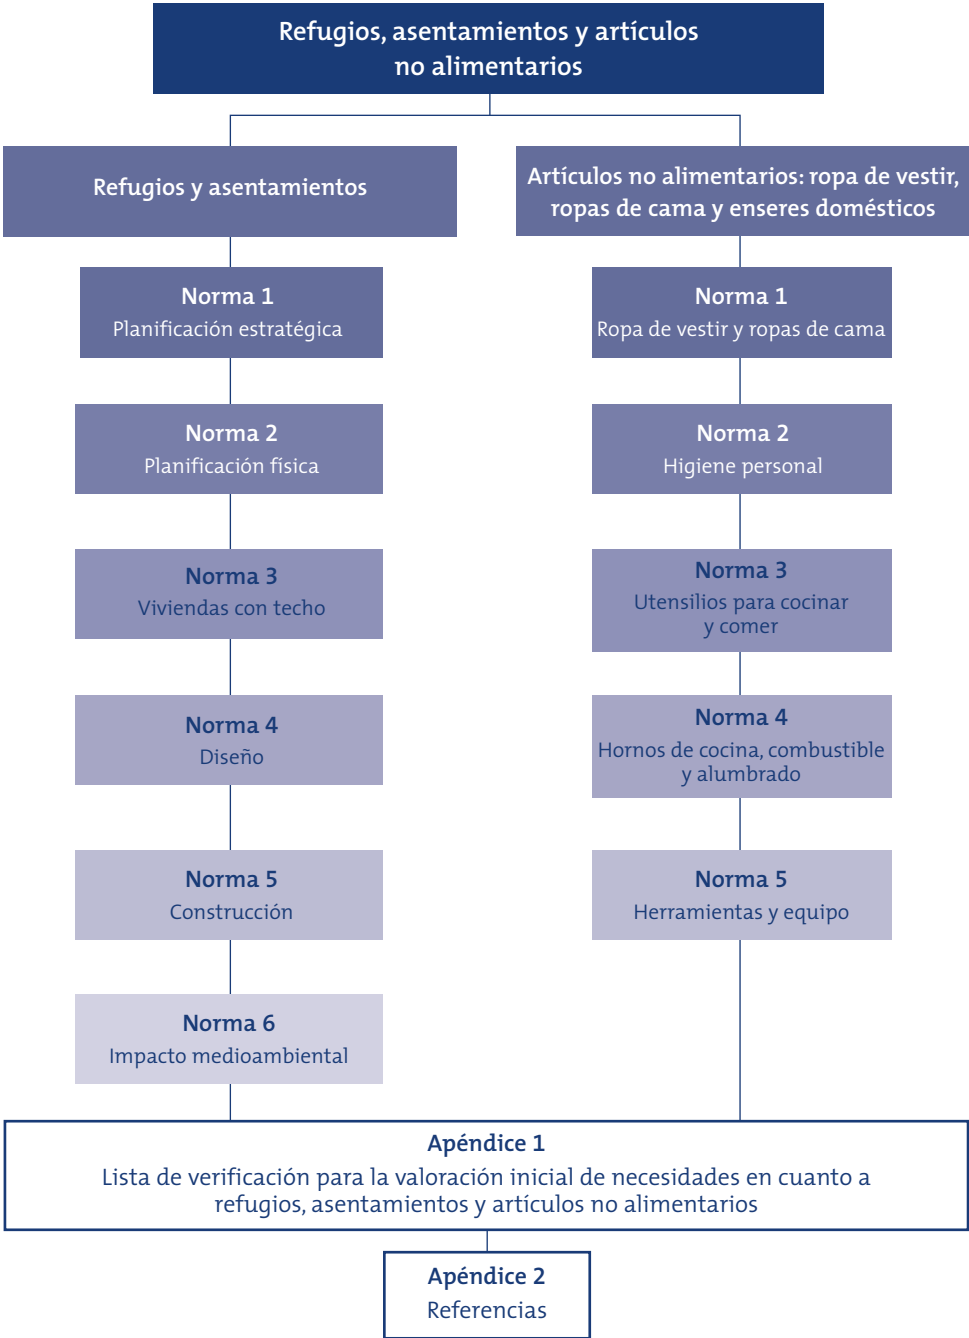 Refugios, asentamientos y artículos
no alimentarios
Refugios y asentamientos
Norma 1
Planificación estratégica
Norma 2
Planificación física
Norma 3
Viviendas con techo
Norma 4
Diseño
Norma 5
Construcción
Norma 6
Impacto medioambiental
Artículos no alimentarios: ropa de vestir,
ropas de cama y enseres domésticos
Norma 1
Ropa de vestir y ropas de cama
Norma 2
Higiene personal
Norma 3
Utensilios para cocinar
y comer
Norma 4
Hornos de cocina, combustible
y alumbrado
Norma 5
Herramientas y equipo
Apéndice 1
Lista de verificación para la valoración inicial de necesidades en cuanto a
refugios, asentamientos y artículos no alimentarios
Apéndice 2
Referencias